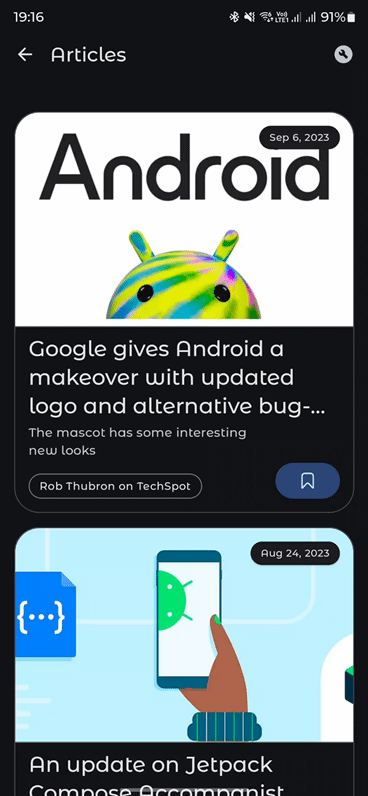 19:16
Vo)) LTE1 91%
Articles
Sep 6, 2023
Android
Google gives Android a
makeover with updated
logo and alternative bug-...
The mascot has some interesting
new looks
Rob Thubron on TechSpot
Aug 24, 2023
{...}
An update on Jetpack
Compose Accompanist